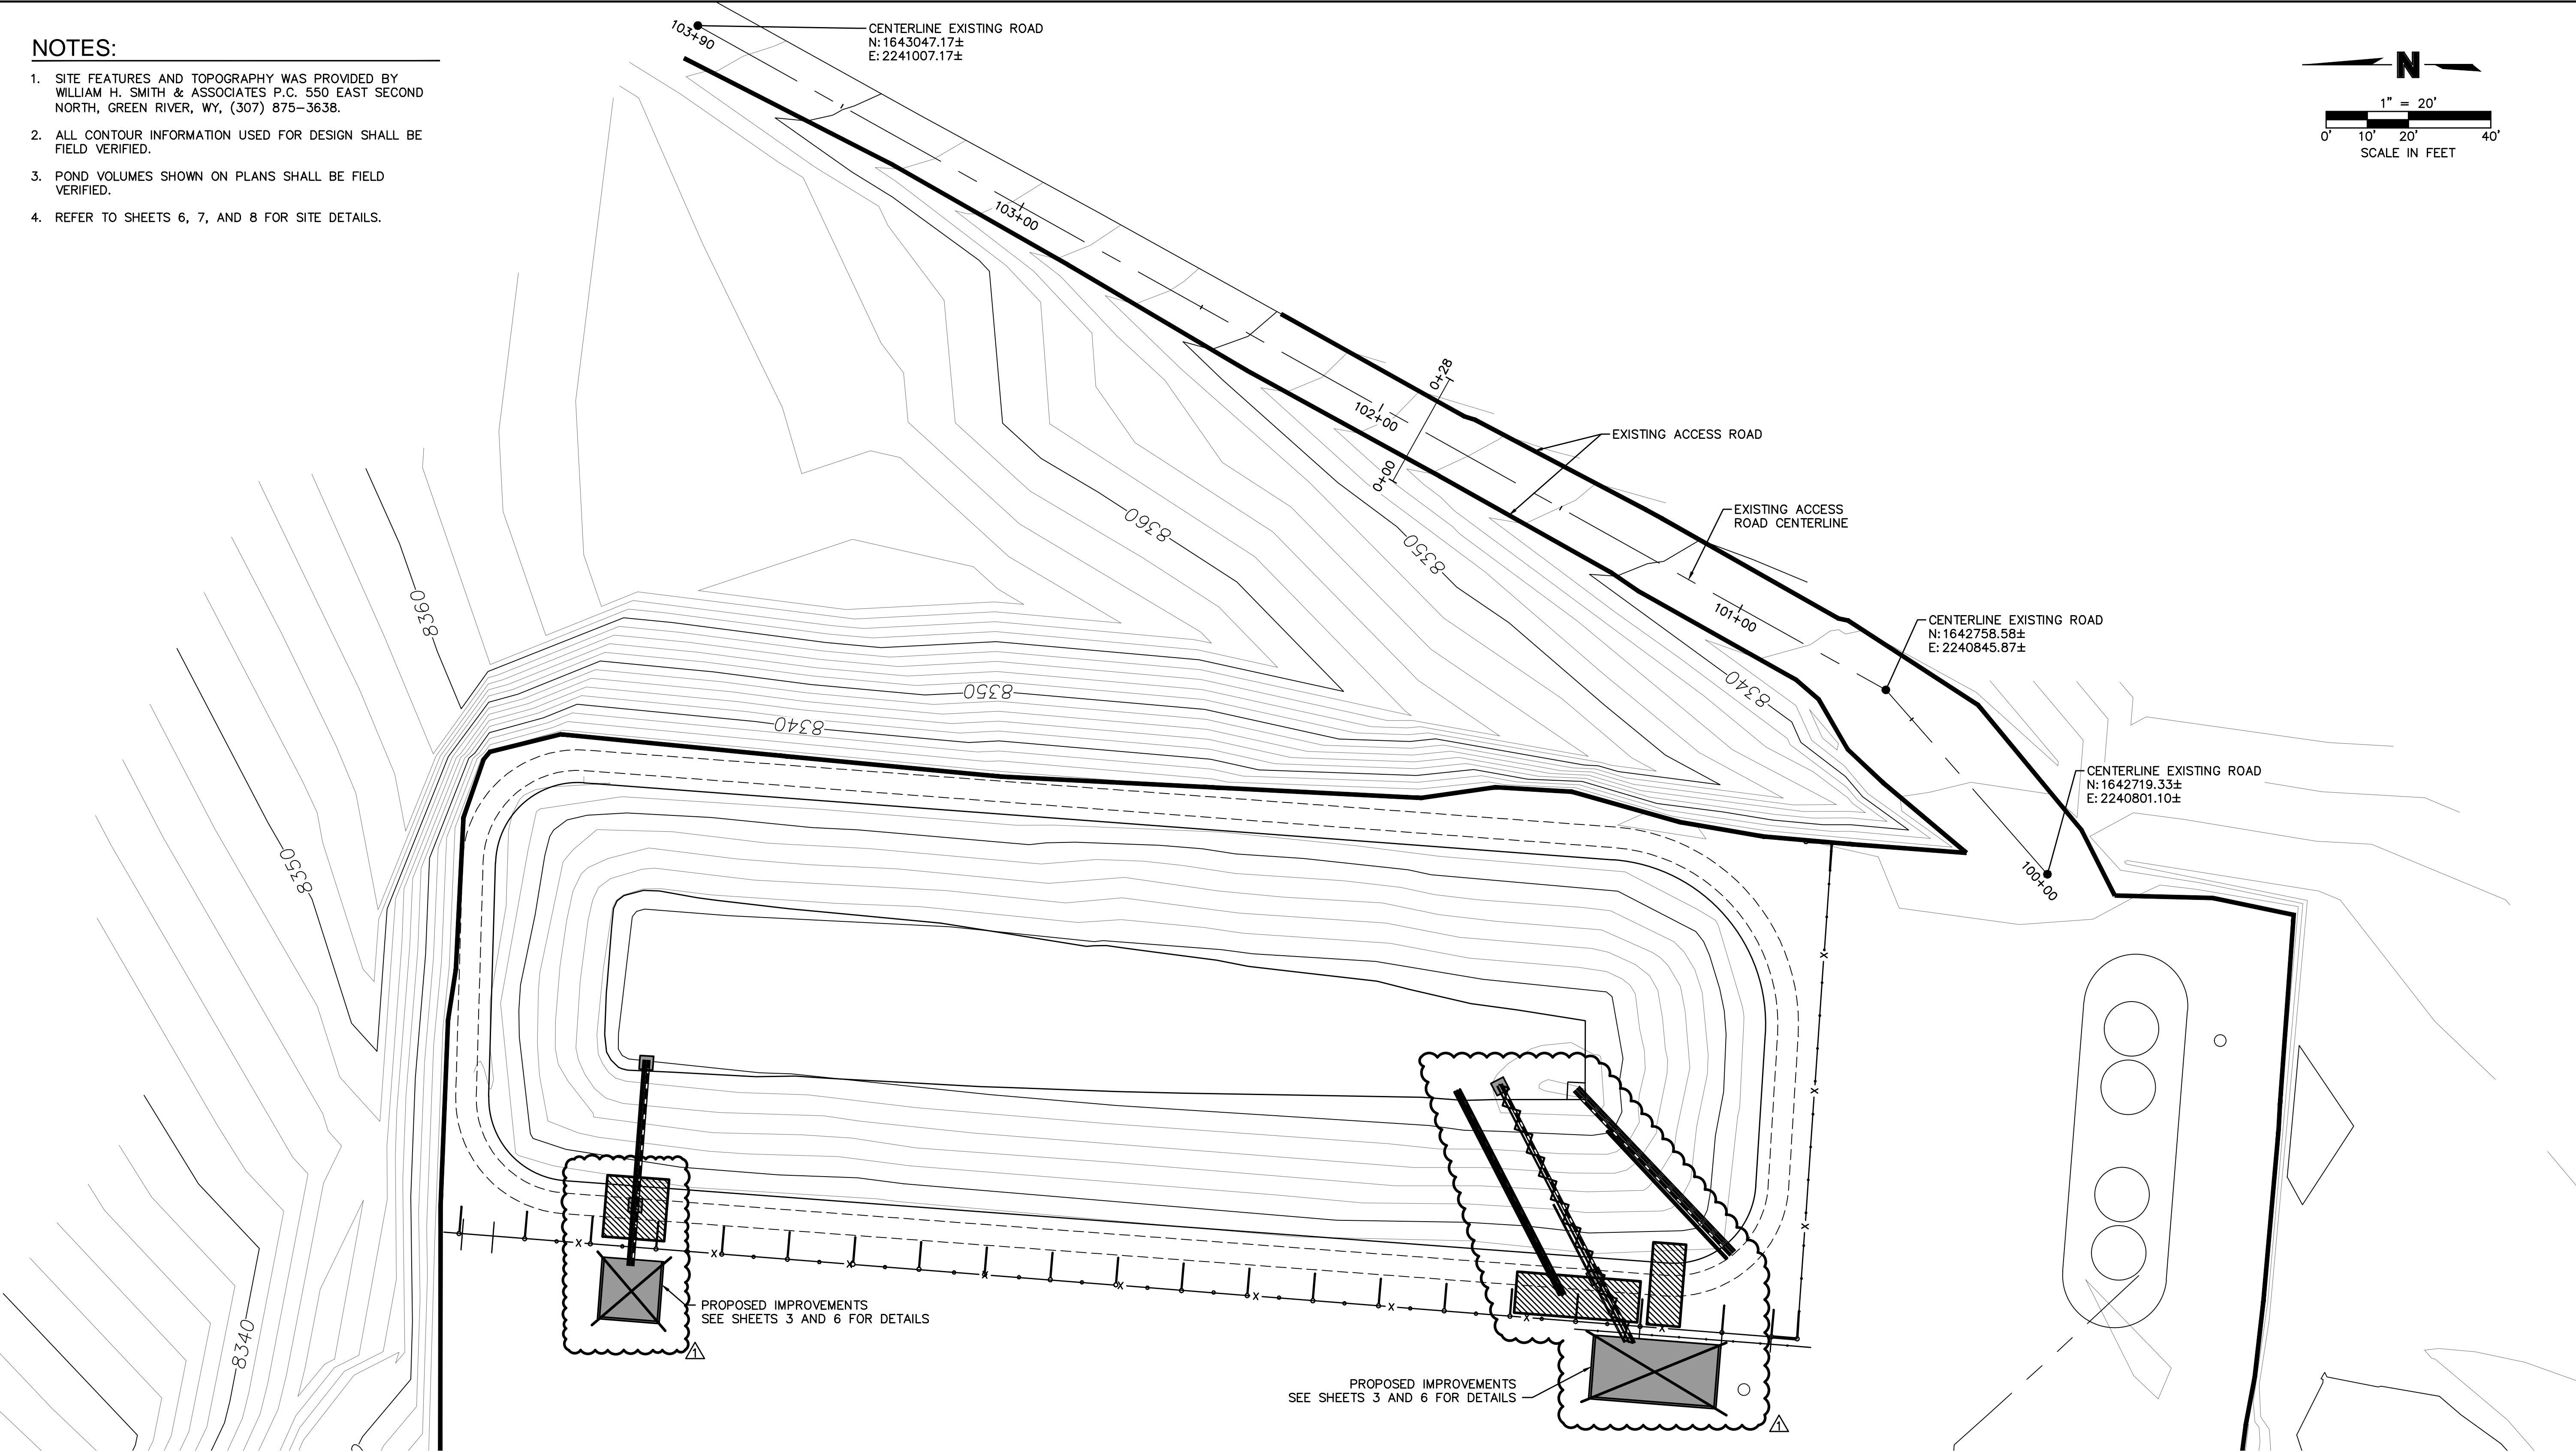 NOTES:
1. SITE FEATURES AND TOPOGRAPHY WAS PROVIDED BY
WILLIAM H. SMITH & ASSOCIATES P.C. 550 EAST SECOND
NORTH, GREEN RIVER, WY, (307) 875-3638.
2. ALL CONTOUR INFORMATION USED FOR DESIGN SHALL BE
FIELD VERIFIED.
3. POND VOLUMES SHOWN ON PLANS SHALL BE FIELD
VERIFIED.
4. REFER TO SHEETS 6, 7, AND 8 FOR SITE DETAILS.
103+90
CENTERLINE EXISTING ROAD
N: 1643047.17±
E: 2241007.17±
N
1" = 20'
0' 10' 20' 40'
SCALE IN FEET
103+00
0+28
102+00
0+00
EXISTING ACCESS ROAD
EXISTING ACCESS
ROAD CENTERLINE
8360
8350
8360
101+00
CENTERLINE EXISTING ROAD
N: 1642758.58±
E: 2240845.87±
8350
8340
8340
CENTERLINE EXISTING ROAD
N: 1642719.33±
E: 2240801.10±
8350
100+00
X
X
X
X
X
X
X
X
X
X
X
X
X
PROPOSED IMPROVEMENTS
SEE SHEETS 3 AND 6 FOR DETAILS
1
8340
PROPOSED IMPROVEMENTS
SEE SHEETS 3 AND 6 FOR DETAILS
1